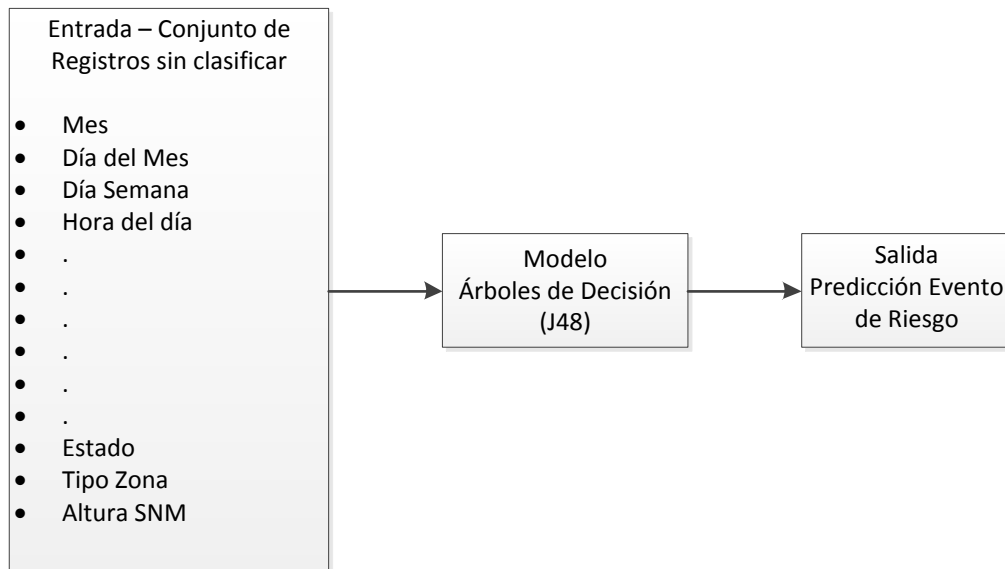 Entrada – Conjunto de
Registros sin clasificar
• Mes
• Día del Mes
• Día Semana
• Hora del día
• .
• .
• .
• .
• .
• .
• Estado
• Tipo Zona
• Altura SNM
Modelo
Árboles de Decisión
(J48)
Salida
Predicción Evento
de Riesgo